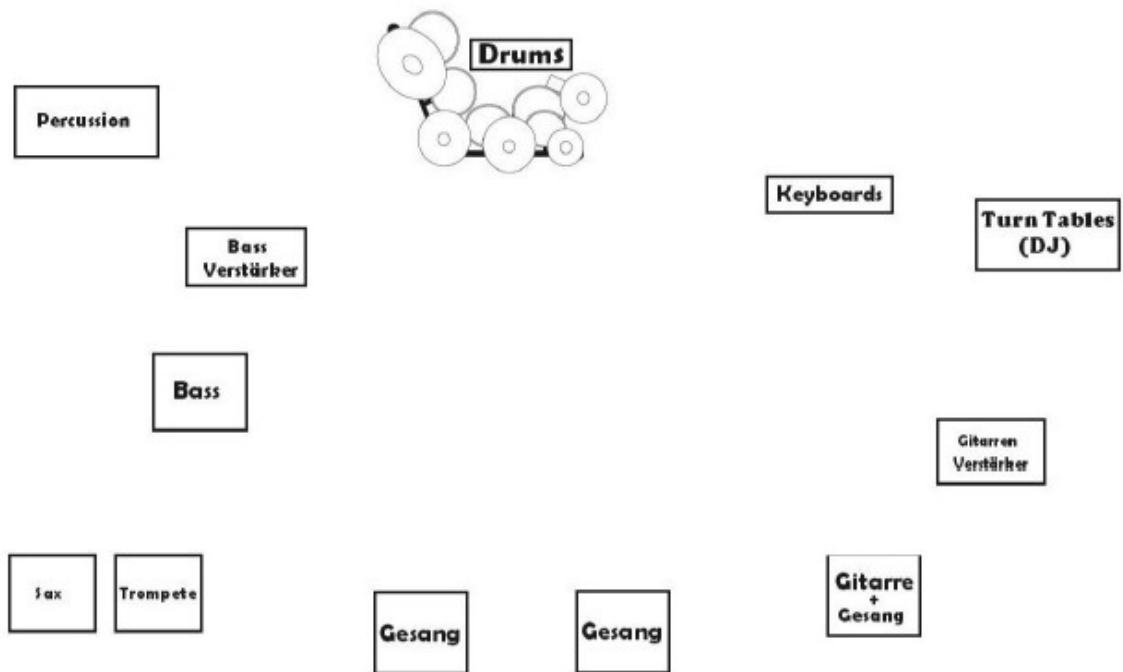 Drums
Percussion
Keyboards
Turn Tables
(DJ)
Bass
Verstärker
Bass
Gitarren
Verstärker
Sax
Trompete
Gesang
Gesang
Gitarre
+
Gesang